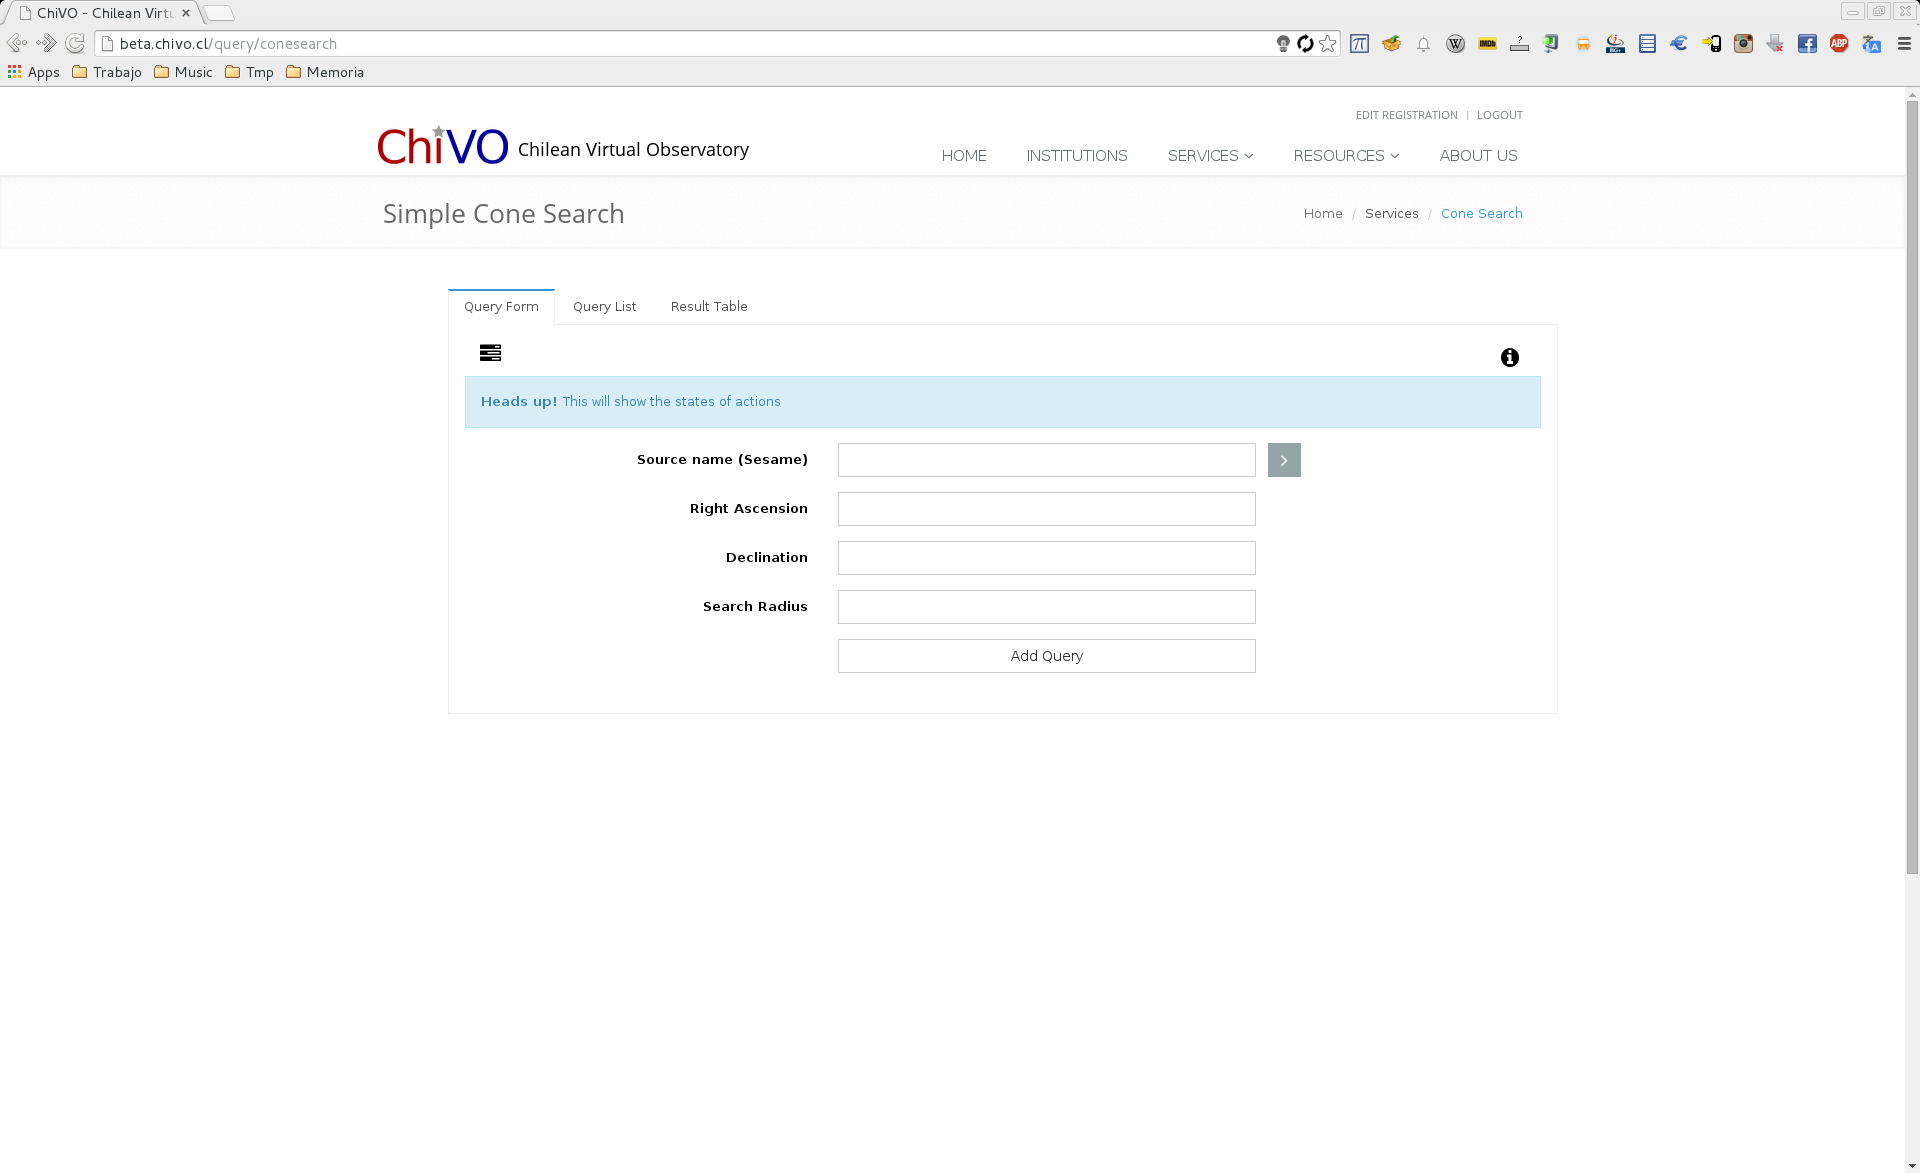 ChiVO - Chilean Virtu
beta.chivo.cl/query/conesearch
Apps Trabajo Music Tmp Memoria
EDIT REGISTRATION | LOGOUT
ChiVO Chilean Virtual Observatory
HOME INSTITUTIONS SERVICES RESOURCES ABOUT US
Simple Cone Search
Home / Services / Cone Search
Query Form Query List Result Table
Heads up! This will show the states of actions
Source name (Sesame)
Right Ascension
Declination
Search Radius
Add Query